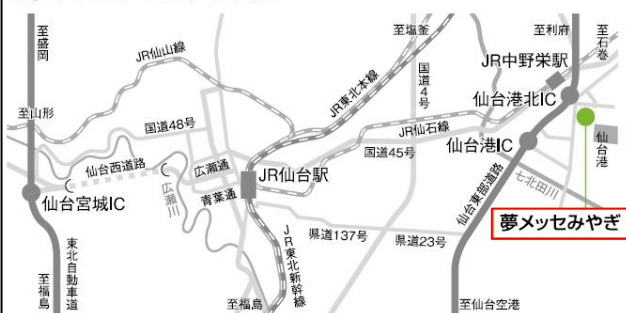 至盛岡
JR仙山線
至塩釜
至利府
至石巻
JR東北本線
国道4号
JR中野栄駅
仙台港北IC
至山形
国道48号
JR仙石線
仙台港IC
仙台港
国道45号
仙台西道路
広瀬通
JR仙台駅
広瀬川
青葉通
七北田川
仙台宮城IC
仙台東部道路
夢メッセみやぎ
県道137号
県道23号
JR東北新幹線
東北自動車道
至福島
至福島
至仙台空港